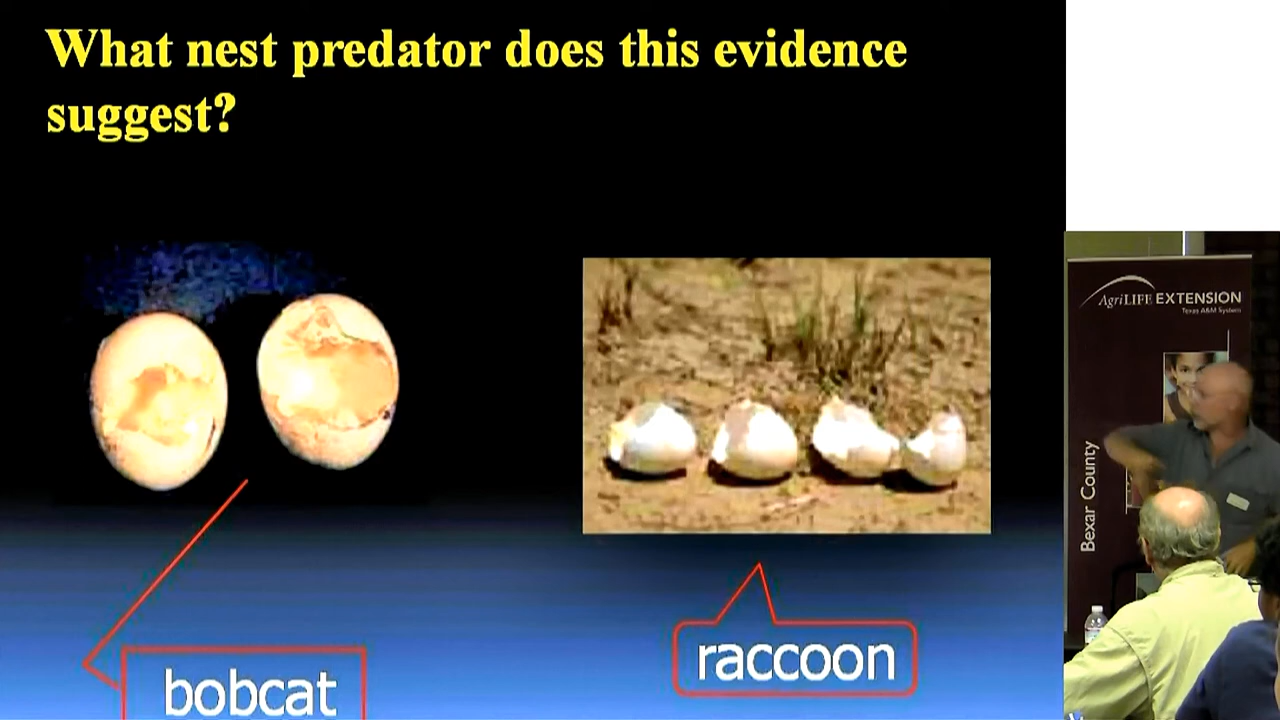 What nest predator does this evidence
suggest?
bobcat
raccoon
AgriLIFE EXTENSION
Texas A&M System
Bexar County